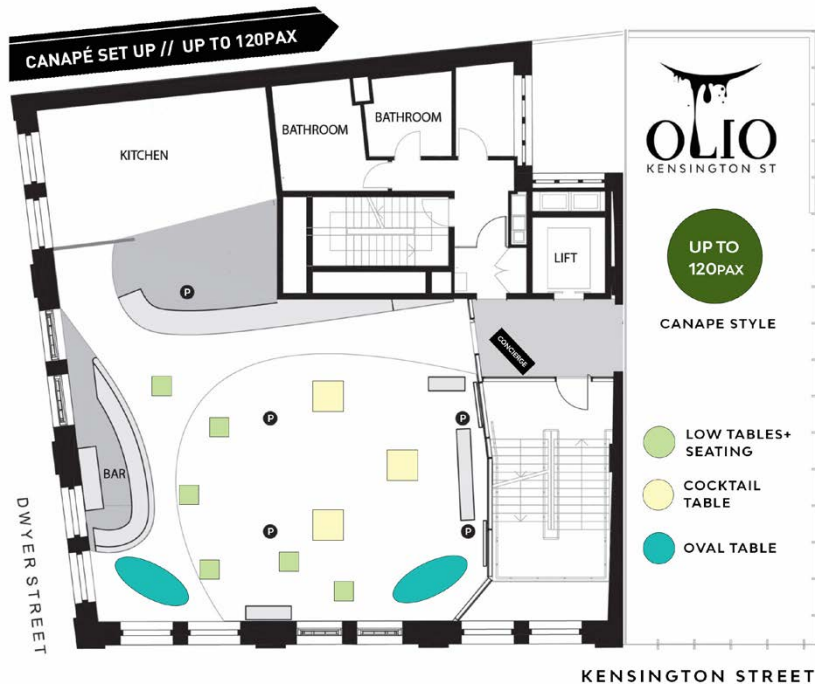 CANAPÉ SET UP // UP TO 120PAX
BATHROOM
BATHROOM
KITCHEN
LIFT
P
CONCIERGE
P
P
BAR
P
P
DWYER STREET
OLIO
KENSINGTON ST
UP TO
120PAX
CANAPE STYLE
LOW TABLES+
SEATING
COCKTAIL
TABLE
OVAL TABLE
KENSINGTON STREET